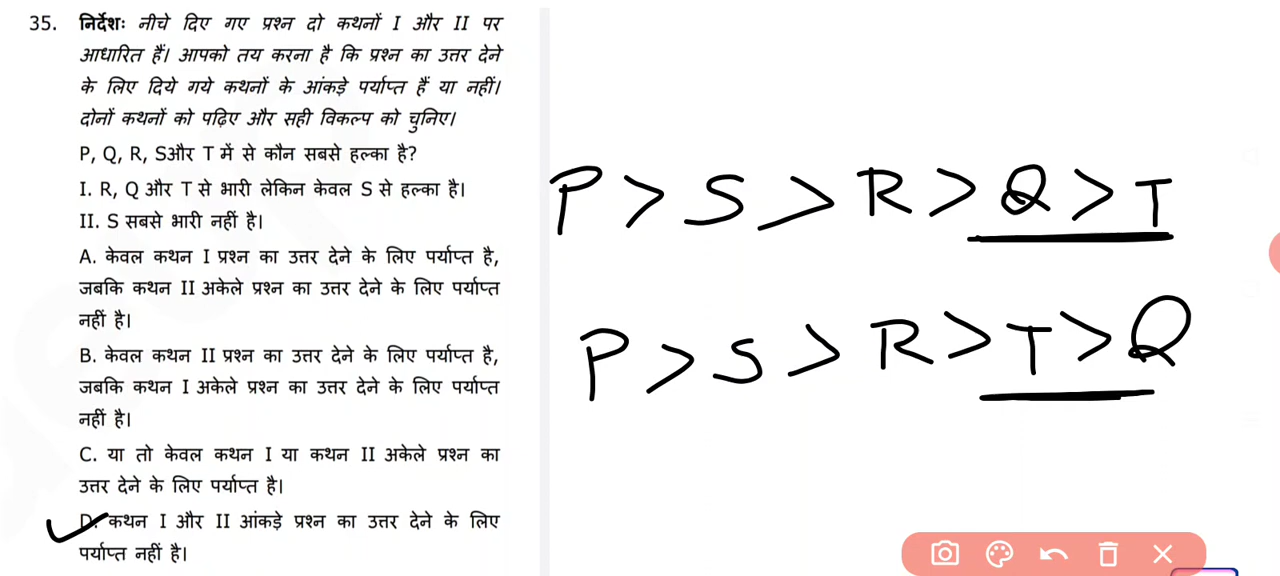 35. निर्देशः नीचे दिए गए प्रश्न दो कथनों I और II पर
आधारित हैं। आपको तय करना है कि प्रश्न का उत्तर देने
के लिए दिये गये कथनों के आंकड़े पर्याप्त हैं या नहीं।
दोनों कथनों को पढ़िए और सही विकल्प को चुनिए।
P, Q, R, Sऔर T में से कौन सबसे हल्का है?
I. R, Q और T से भारी लेकिन केवल S से हल्का है।
II. S सबसे भारी नहीं है।
A. केवल कथन I प्रश्न का उत्तर देने के लिए पर्याप्त है,
जबकि कथन II अकेले प्रश्न का उत्तर देने के लिए पर्याप्त
नहीं है।
B. केवल कथन II प्रश्न का उत्तर देने के लिए पर्याप्त है,
जबकि कथन I अकेले प्रश्न का उत्तर देने के लिए पर्याप्त
नहीं है।
C. या तो केवल कथन I या कथन II अकेले प्रश्न का
उत्तर देने के लिए पर्याप्त है।
D. कथन I और II आंकड़े प्रश्न का उत्तर देने के लिए
पर्याप्त नहीं है।
P > S > R > Q > T
P > S > R > T > Q